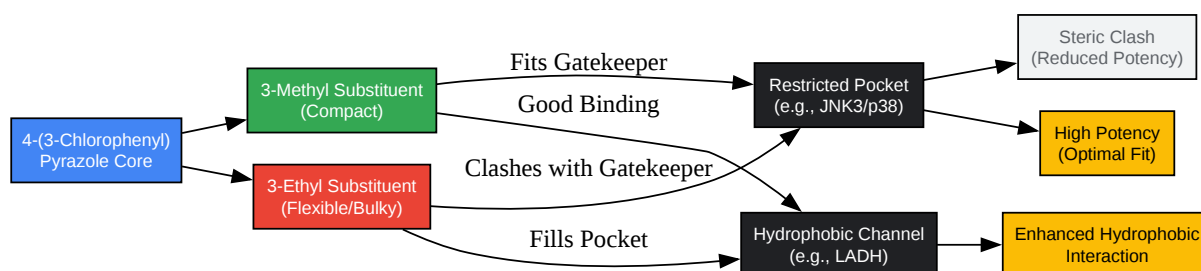 4-(3-Chlorophenyl)
Pyrazole Core
3-Methyl Substituent
(Compact)
3-Ethyl Substituent
(Flexible/Bulky)
Fits Gatekeeper
Good Binding
Clashes with Gatekeeper
Fills Pocket
Restricted Pocket
(e.g., JNK3/p38)
Hydrophobic Channel
(e.g., LADH)
Steric Clash
(Reduced Potency)
High Potency
(Optimal Fit)
Enhanced Hydrophobic
Interaction